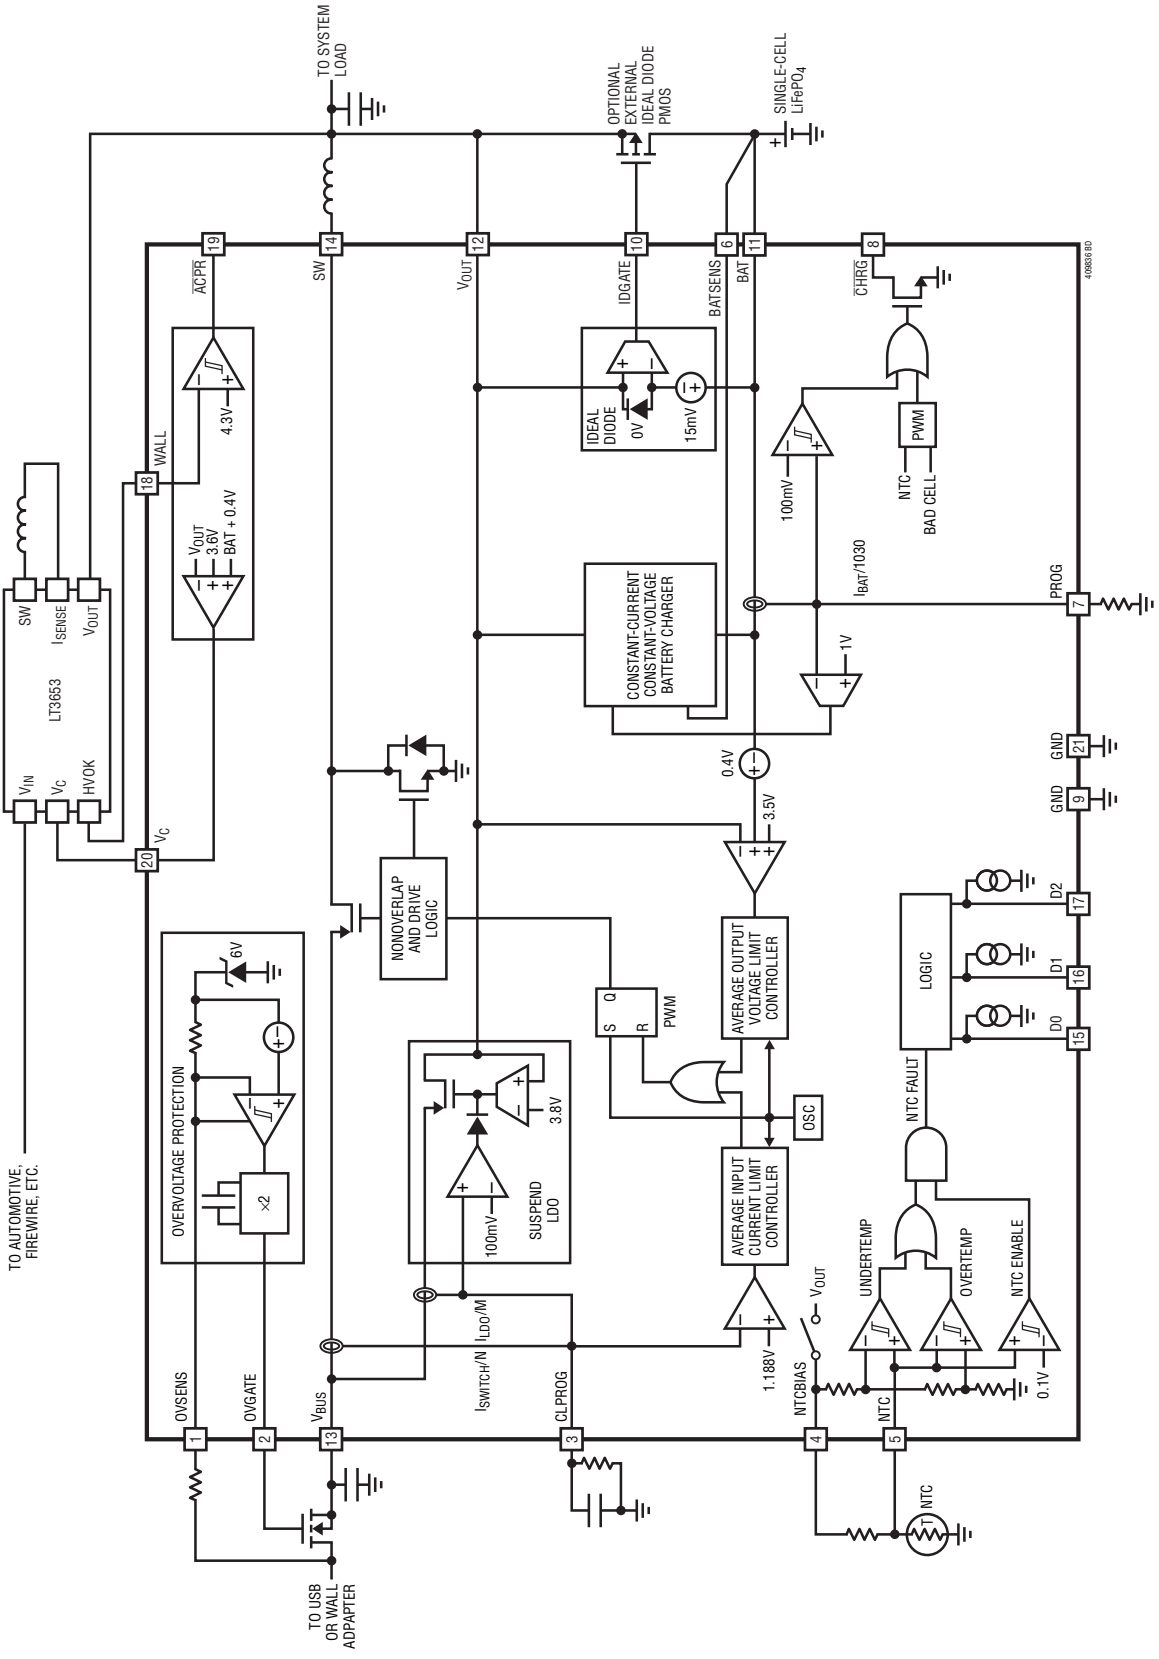 TO AUTOMOTIVE,
FIREWIRE, ETC.
VIN
VC
HVOK
LT3653
SW
ISENSE
VOUT
TO SYSTEM
LOAD
VC
20
WALL
18
19
ACPR
VOUT
3.6V
BAT + 0.4V
4.3V
–
+
+
–
+
OVSENS
1
OVGATE
2
VBUS
13
TO USB
OR WALL
ADPAPTER
OVERVOLTAGE PROTECTION
×2
–
+
+
–
6V
SW
14
NONOVERLAP
AND DRIVE
LOGIC
VOUT
12
SUSPEND
LDO
100mV
+
–
–
+
3.8V
ISWITCH/N
ILDO/M
CLPROG
3
IDEAL
DIODE
0V
15mV
+
–
–
+
IDGATE
10
OPTIONAL
EXTERNAL
IDEAL DIODE
PMOS
S
Q
R
PWM
CONSTANT-CURRENT
CONSTANT-VOLTAGE
BATTERY CHARGER
BATSENS
6
BAT
11
SINGLE-CELL
LiFePO4
+
1.188V
–
+
AVERAGE INPUT
CURRENT LIMIT
CONTROLLER
OSC
AVERAGE OUTPUT
VOLTAGE LIMIT
CONTROLLER
–
+
+
3.5V
0.4V
+
–
–
+
1V
IBAT/1030
100mV
–
+
NTC
BAD CELL
PWM
CHRG
8
NTCBIAS
4
VOUT
NTC
5
T
NTC
UNDERTEMP
–
+
OVERTEMP
–
+
NTC ENABLE
+
–
0.1V
NTC FAULT
LOGIC
D0
15
D1
16
D2
17
GND
9
GND
21
PROG
7
409836 BD